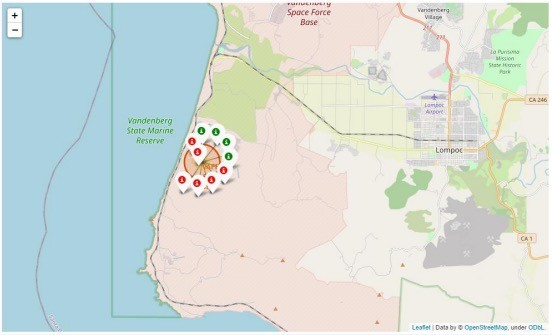 +
−
Vandenberg
Space Force
Base
Vandenberg
Village
La Purisma
Mission
State Historic
Park
Vandenberg
State Marine
Reserve
Lompoc
Airport
CA 246
Lompoc
CA 1
Leaflet | Data by © OpenStreetMap, under ODbL.